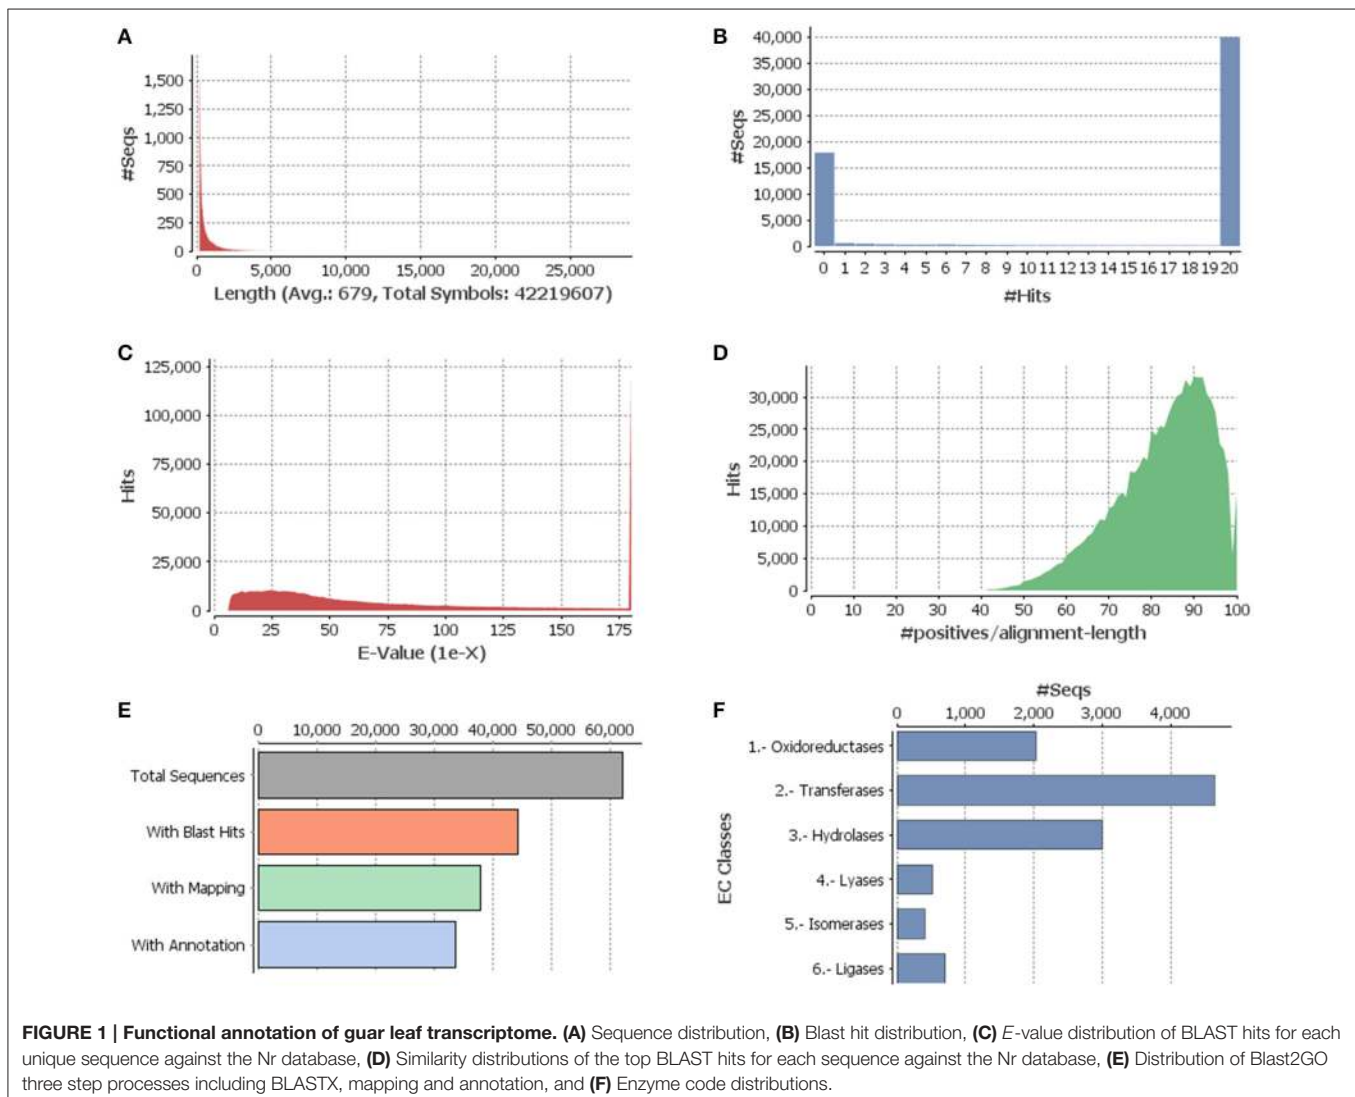 A
#Seqs
1,500
1,250
1,000
750
500
250
0
0 5,000 10,000 15,000 20,000 25,000
Length (Avg.: 679, Total Symbols: 42219607)
B
#Seqs
40,000
35,000
30,000
25,000
20,000
15,000
10,000
5,000
0
0 1 2 3 4 5 6 7 8 9 10 11 12 13 14 15 16 17 18 19 20
#Hits
C
Hits
125,000
100,000
75,000
50,000
25,000
0
0 25 50 75 100 125 150 175
E-Value (1e-X)
D
Hits
30,000
25,000
20,000
15,000
10,000
5,000
0
0 10 20 30 40 50 60 70 80 90 100
#positives/alignment-length
E
0 10,000 20,000 30,000 40,000 50,000 60,000
Total Sequences
With Blast Hits
With Mapping
With Annotation
F
#Seqs
0 1,000 2,000 3,000 4,000
EC Classes
1.- Oxidoreductases
2.- Transferases
3.- Hydrolases
4.- Lyases
5.- Isomerases
6.- Ligases
FIGURE 1 | Functional annotation of guar leaf transcriptome. (A) Sequence distribution, (B) Blast hit distribution, (C) E-value distribution of BLAST hits for each
unique sequence against the Nr database, (D) Similarity distributions of the top BLAST hits for each sequence against the Nr database, (E) Distribution of Blast2GO
three step processes including BLASTX, mapping and annotation, and (F) Enzyme code distributions.